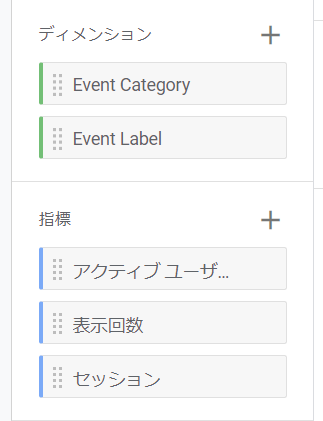 ディメンション
Event Category
Event Label
指標
アクティブ ユーザ...
表示回数
セッション